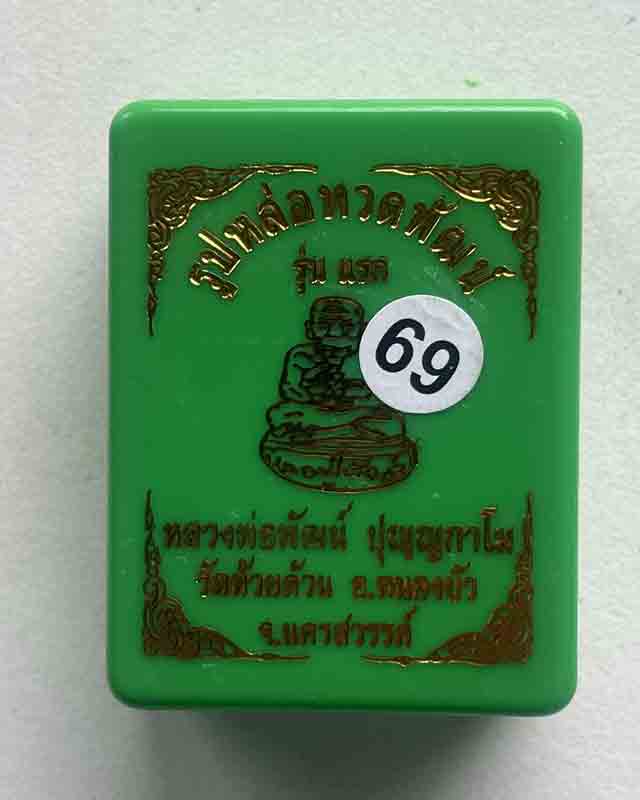 รูปหล่อทวดพัฒน์
รุ่น แรก
69
หลวงพ่อพัฒน์ ปุญญกาโม
วัดห้วยด้วน อ.หนองบัว
จ.นครสวรรค์